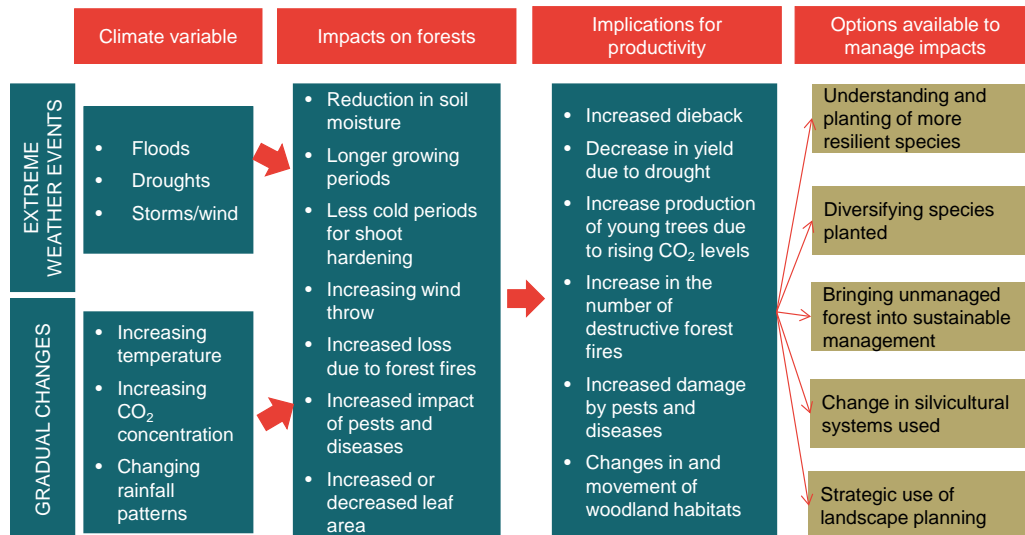 Climate variable
Impacts on forests
Implications for
productivity
Options available to
manage impacts
EXTREME
WEATHER EVENTS
• Floods
• Droughts
• Storms/wind
GRADUAL CHANGES
• Increasing
temperature
• Increasing
CO₂
concentration
• Changing
rainfall
patterns
• Reduction in soil
moisture
• Longer growing
periods
• Less cold periods
for shoot
hardening
• Increasing wind
throw
• Increased loss
due to forest fires
• Increased impact
of pests and
diseases
• Increased or
decreased leaf
area
• Increased dieback
• Decrease in yield
due to drought
• Increase production
of young trees due
to rising CO₂ levels
• Increase in the
number of
destructive forest
fires
• Increased damage
by pests and
diseases
• Changes in and
movement of
woodland habitats
Understanding and
planting of more
resilient species
Diversifying species
planted
Bringing unmanaged
forest into sustainable
management
Change in silvicultural
systems used
Strategic use of
landscape planning